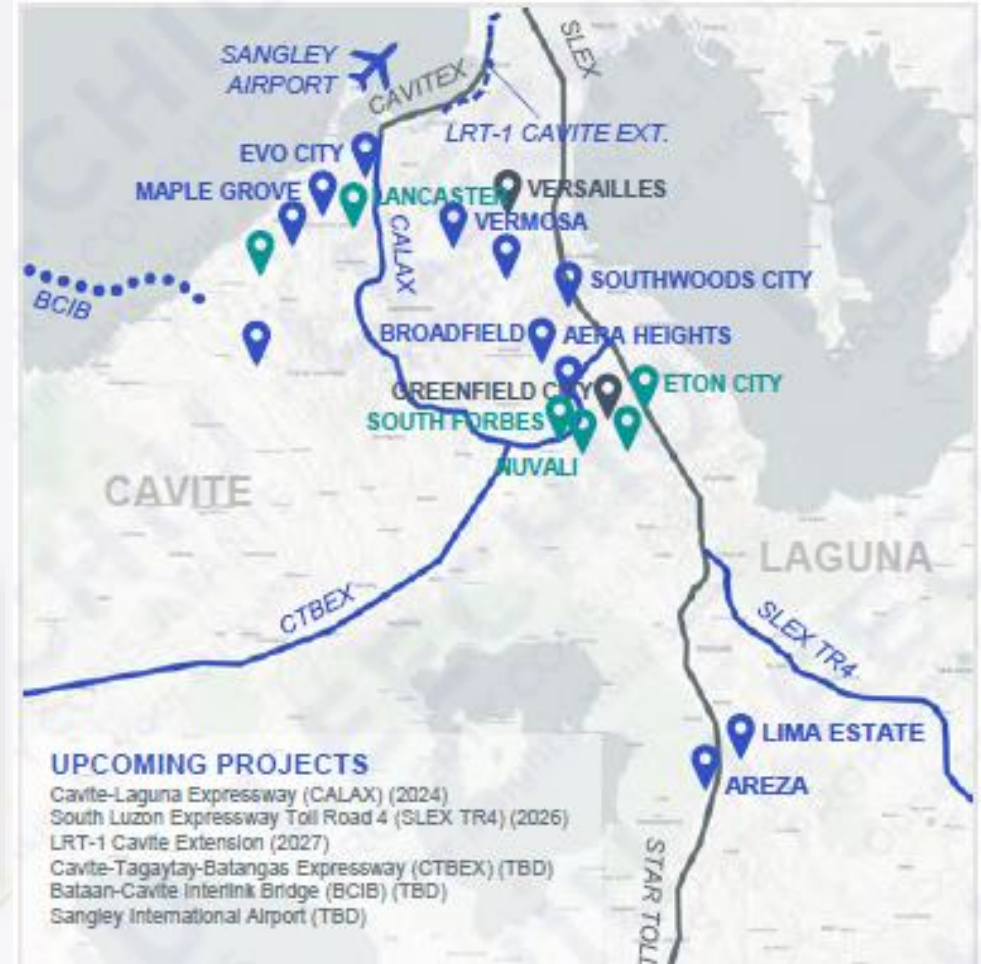 SANGLEY
AIRPORT
CAVITEX
SLEX
LRT-1 CAVITE EXT.
EVO CITY
MAPLE GROVE
LANCASTER
VERSAILLES
VERMOSA
CALAX
SOUTHWOODS CITY
BCIB
BROADFIELD
AERA HEIGHTS
GREENFIELD CITY
ETON CITY
SOUTH FORBES
NUVALI
CAVITE
LAGUNA
CTBEX
SLEX TR4
LIMA ESTATE
AREZA
STAR TOLL
UPCOMING PROJECTS
Cavite-Laguna Expressway (CALAX) (2024)
South Luzon Expressway Toll Road 4 (SLEX TR4) (2026)
LRT-1 Cavite Extension (2027)
Cavite-Tagaytay-Batangas Expressway (CTBEX) (TBD)
Bataan-Cavite Interlink Bridge (BCIB) (TBD)
Sangley International Airport (TBD)